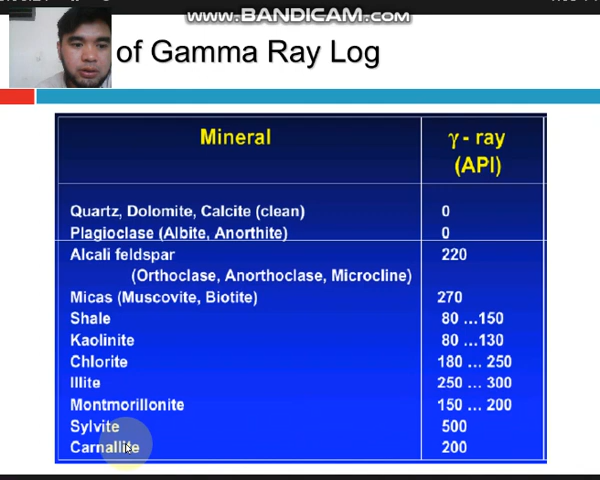 www.BANDICAM.com
of Gamma Ray Log
Mineral γ - ray
(API)
Quartz, Dolomite, Calcite (clean) 0
Plagioclase (Albite, Anorthite) 0
Alcali feldspar 220
(Orthoclase, Anorthoclase, Microcline)
Micas (Muscovite, Biotite) 270
Shale 80 ...150
Kaolinite 80 ...130
Chlorite 180 ... 250
Illite 250 ... 300
Montmorillonite 150 ... 200
Sylvite 500
Carnallite 200